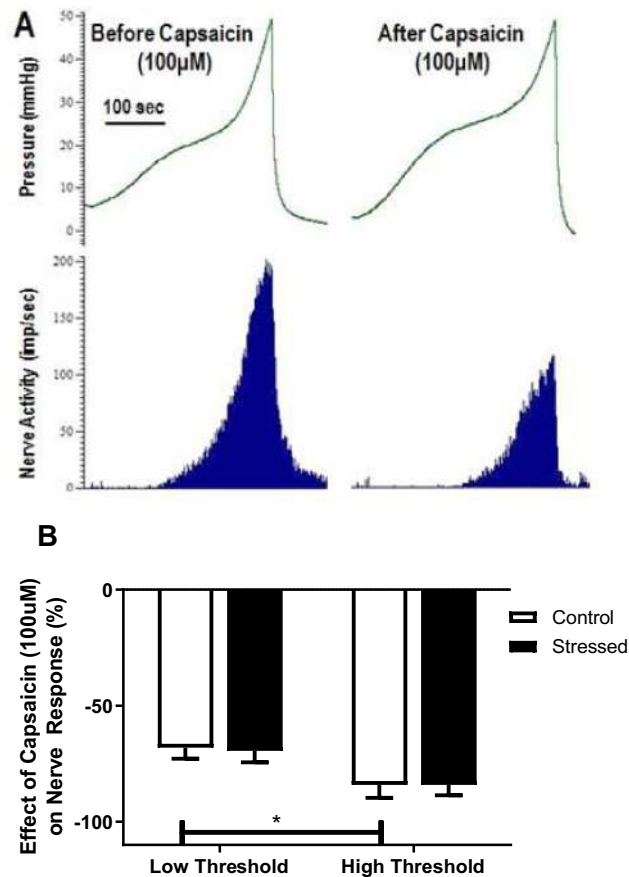 A
Before Capsaicin
(100µM)
After Capsaicin
(100µM)
100 sec
Pressure (mmHg)
50
40
30
20
10
0
Nerve Activity (imp/sec)
200
150
100
50
0
B
Effect of Capsaicin (100uM)
on Nerve Response (%)
0
-50
-100
*
Control
Stressed
Low Threshold
High Threshold